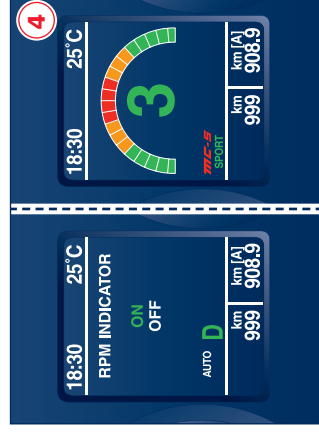 18:30 25°C
RPM INDICATOR
ON
OFF
AUTO D
km km [A]
999 908.9
4
18:30 25°C
3
MC-S
SPORT
km km [A]
999 908.9